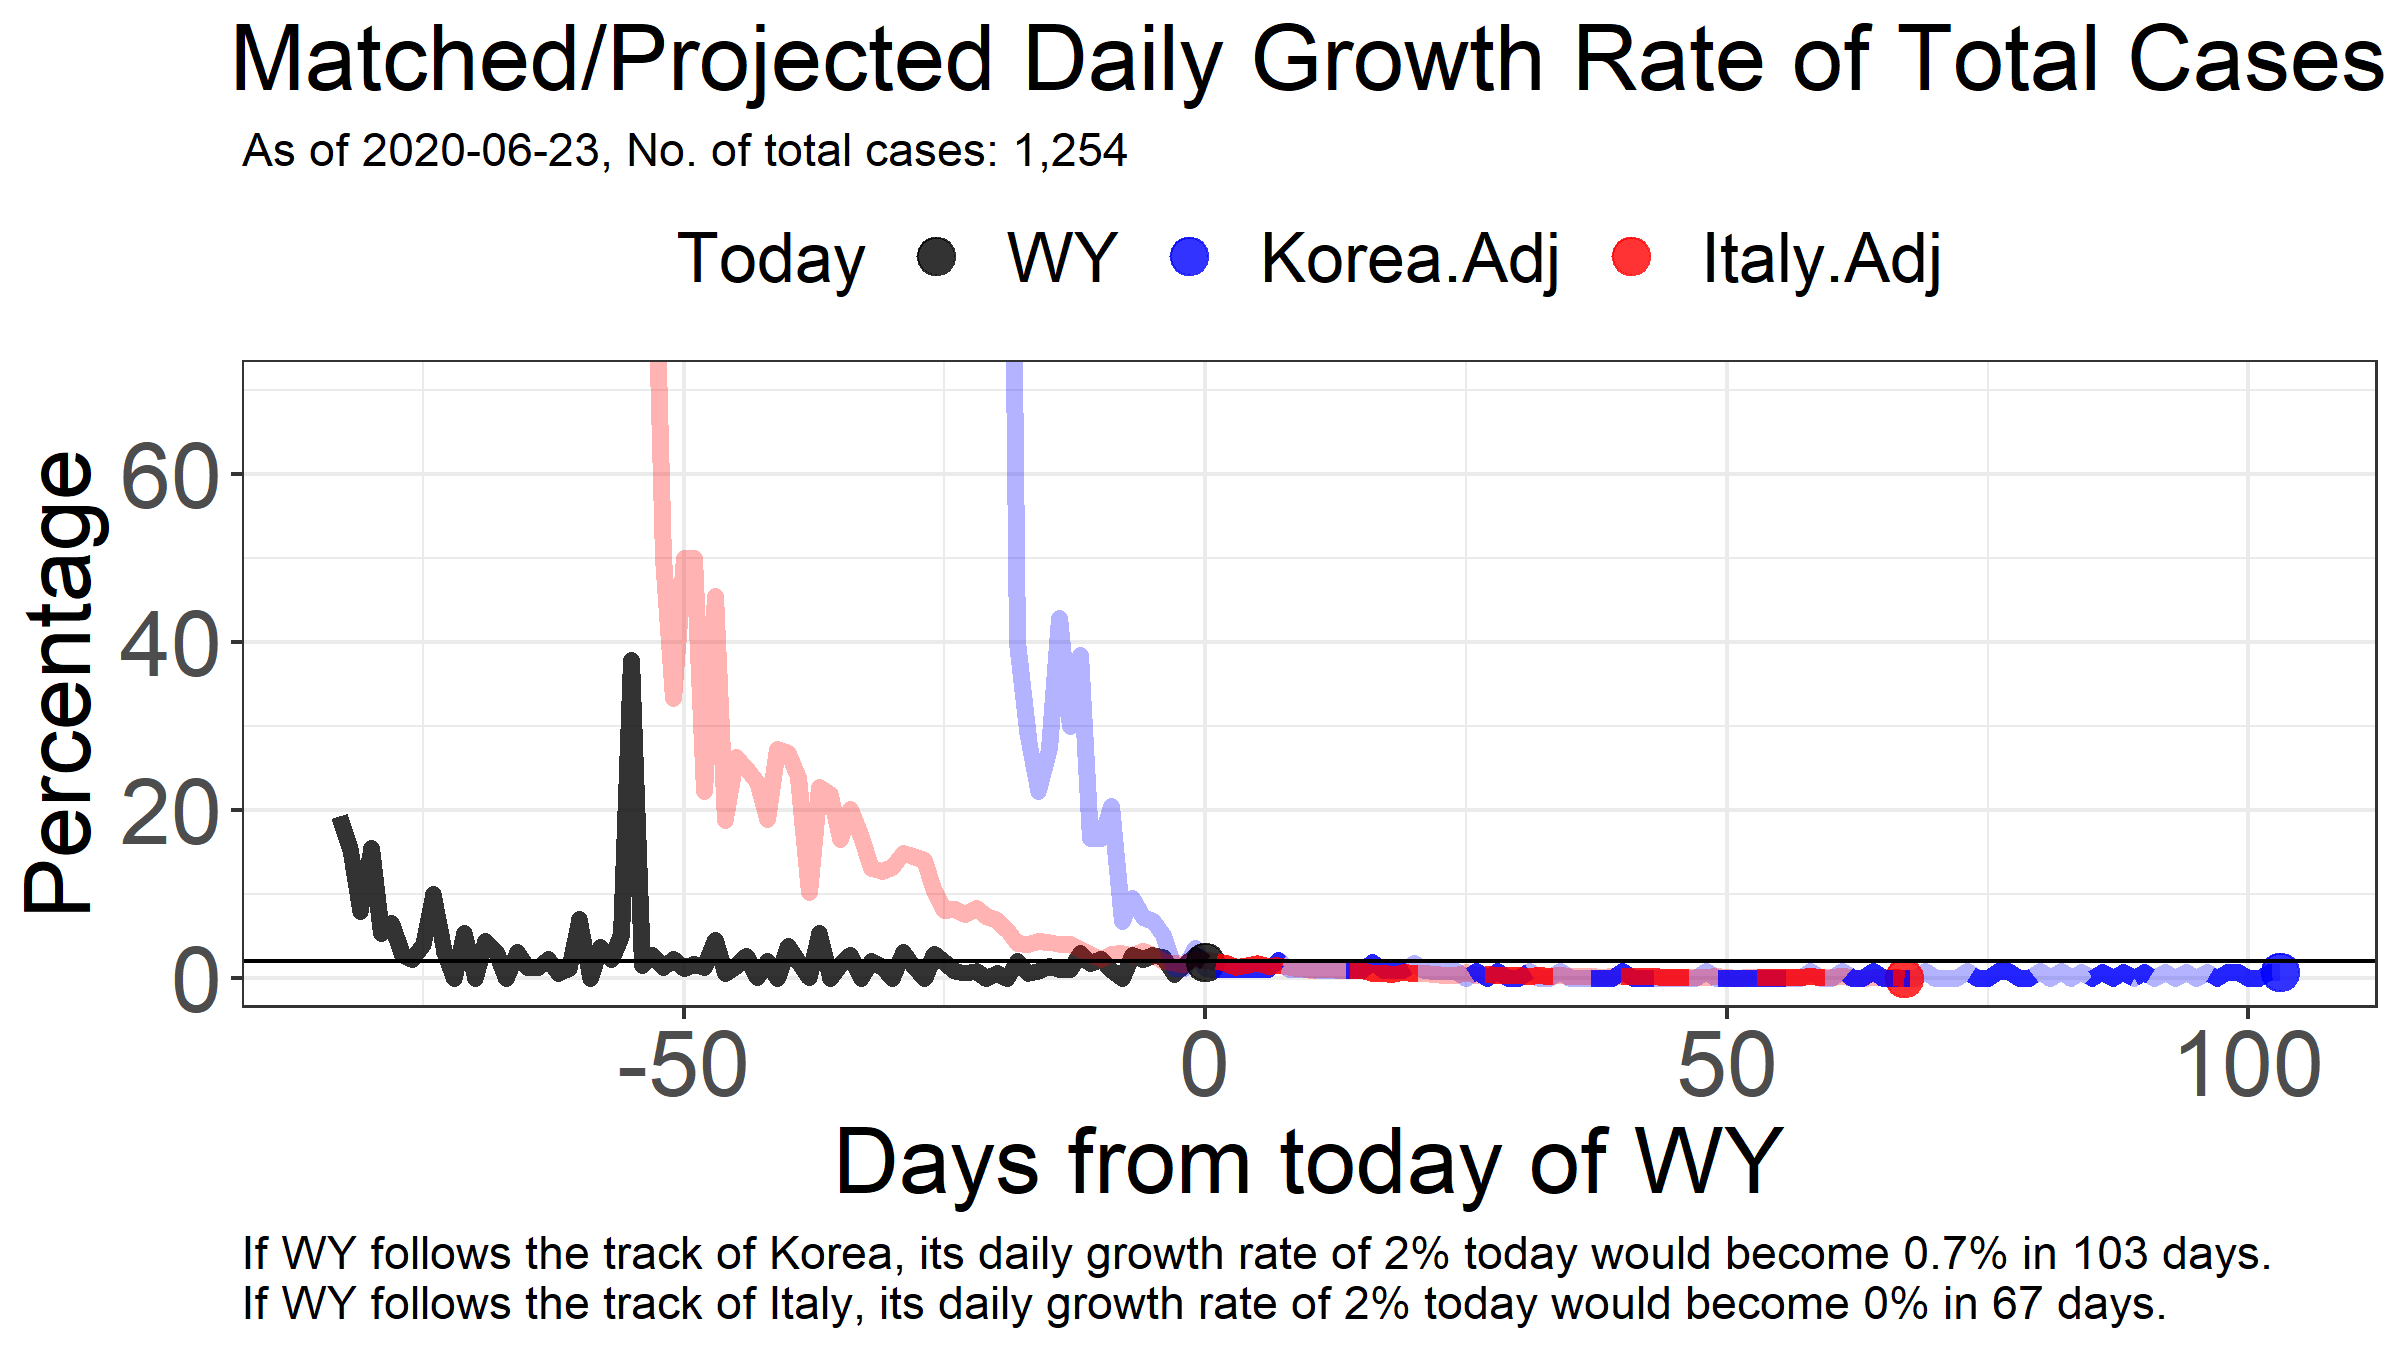 Matched/Projected Daily Growth Rate of Total Cases
As of 2020-06-23, No. of total cases: 1,254
Today WY Korea.Adj Italy.Adj
Percentage
60
40
20
0
-50 0 50 100
Days from today of WY
If WY follows the track of Korea, its daily growth rate of 2% today would become 0.7% in 103 days.
If WY follows the track of Italy, its daily growth rate of 2% today would become 0% in 67 days.